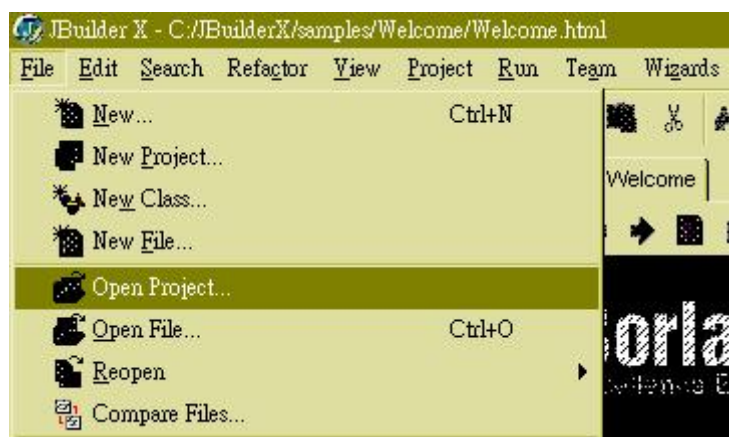 JBuilder X - C:/JBuilderX/samples/Welcome/Welcome.html
File Edit Search Refactor View Project Run Team Wizards
New... Ctrl+N
New Project...
New Class...
New File...
Open Project...
Open File... Ctrl+O
Reopen
Compare Files...
Welcome